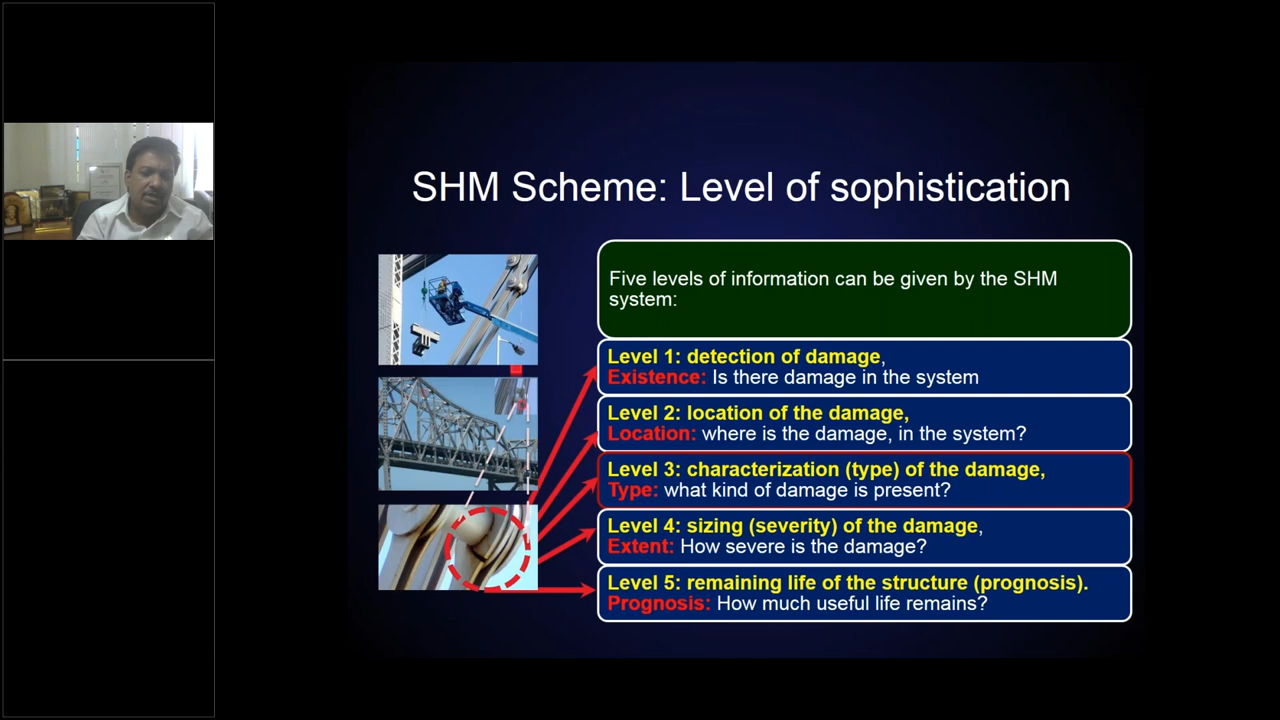 SHM Scheme: Level of sophistication
Five levels of information can be given by the SHM
system:
Level 1: detection of damage,
Existence: Is there damage in the system
Level 2: location of the damage,
Location: where is the damage, in the system?
Level 3: characterization (type) of the damage,
Type: what kind of damage is present?
Level 4: sizing (severity) of the damage,
Extent: How severe is the damage?
Level 5: remaining life of the structure (prognosis).
Prognosis: How much useful life remains?